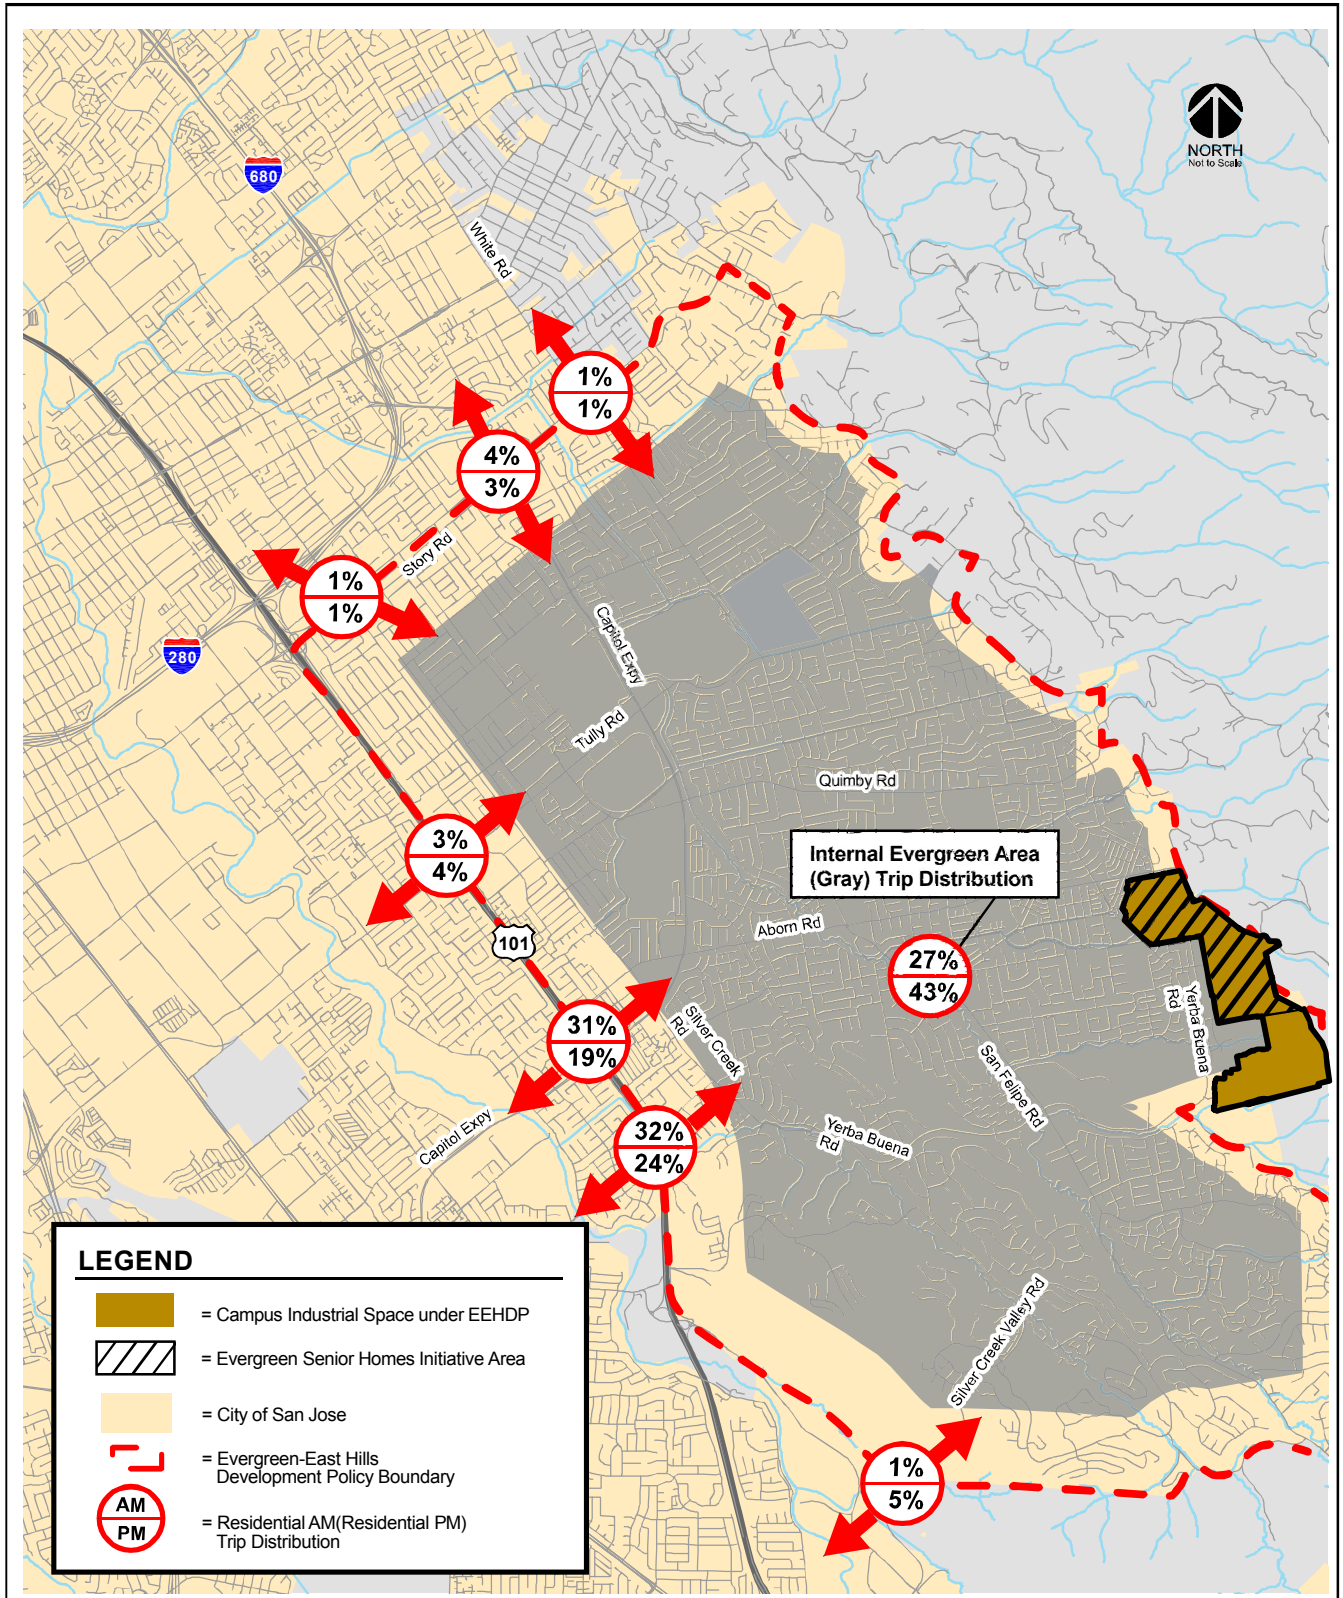 NORTH
Not to Scale
680
White Rd
1%
1%
4%
3%
Story Rd
1%
1%
280
Capitol Expy
Tully Rd
Quimby Rd
3%
4%
Internal Evergreen Area
(Gray) Trip Distribution
Aborn Rd
101
27%
43%
31%
19%
Silver Creek
Rd
Yerba Buena
Rd
San Felipe Rd
Capitol Expy
32%
24%
Yerba Buena
Rd
Silver Creek Valley Rd
1%
5%
LEGEND
= Campus Industrial Space under EEHDP
= Evergreen Senior Homes Initiative Area
= City of San Jose
= Evergreen-East Hills
Development Policy Boundary
AM
PM
= Residential AM(Residential PM)
Trip Distribution